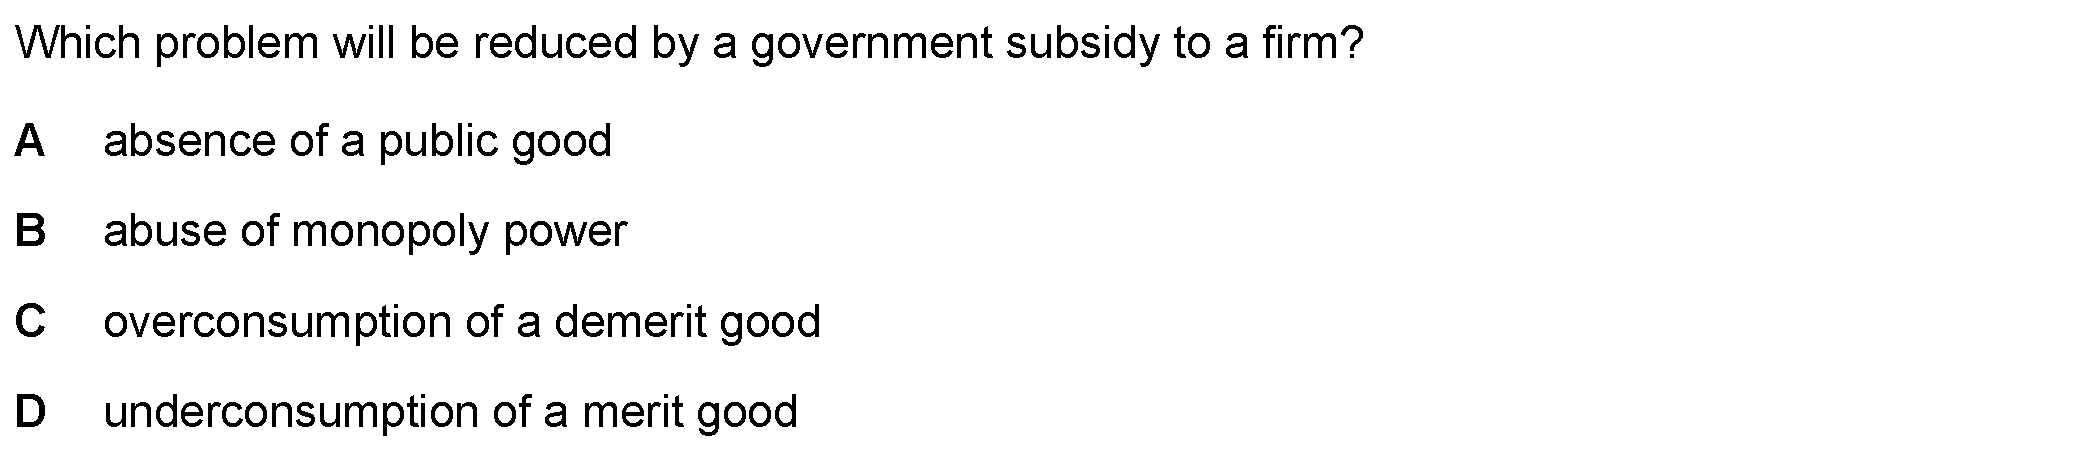 Which problem will be reduced by a government subsidy to a firm?
A absence of a public good
B abuse of monopoly power
C overconsumption of a demerit good
D underconsumption of a merit good